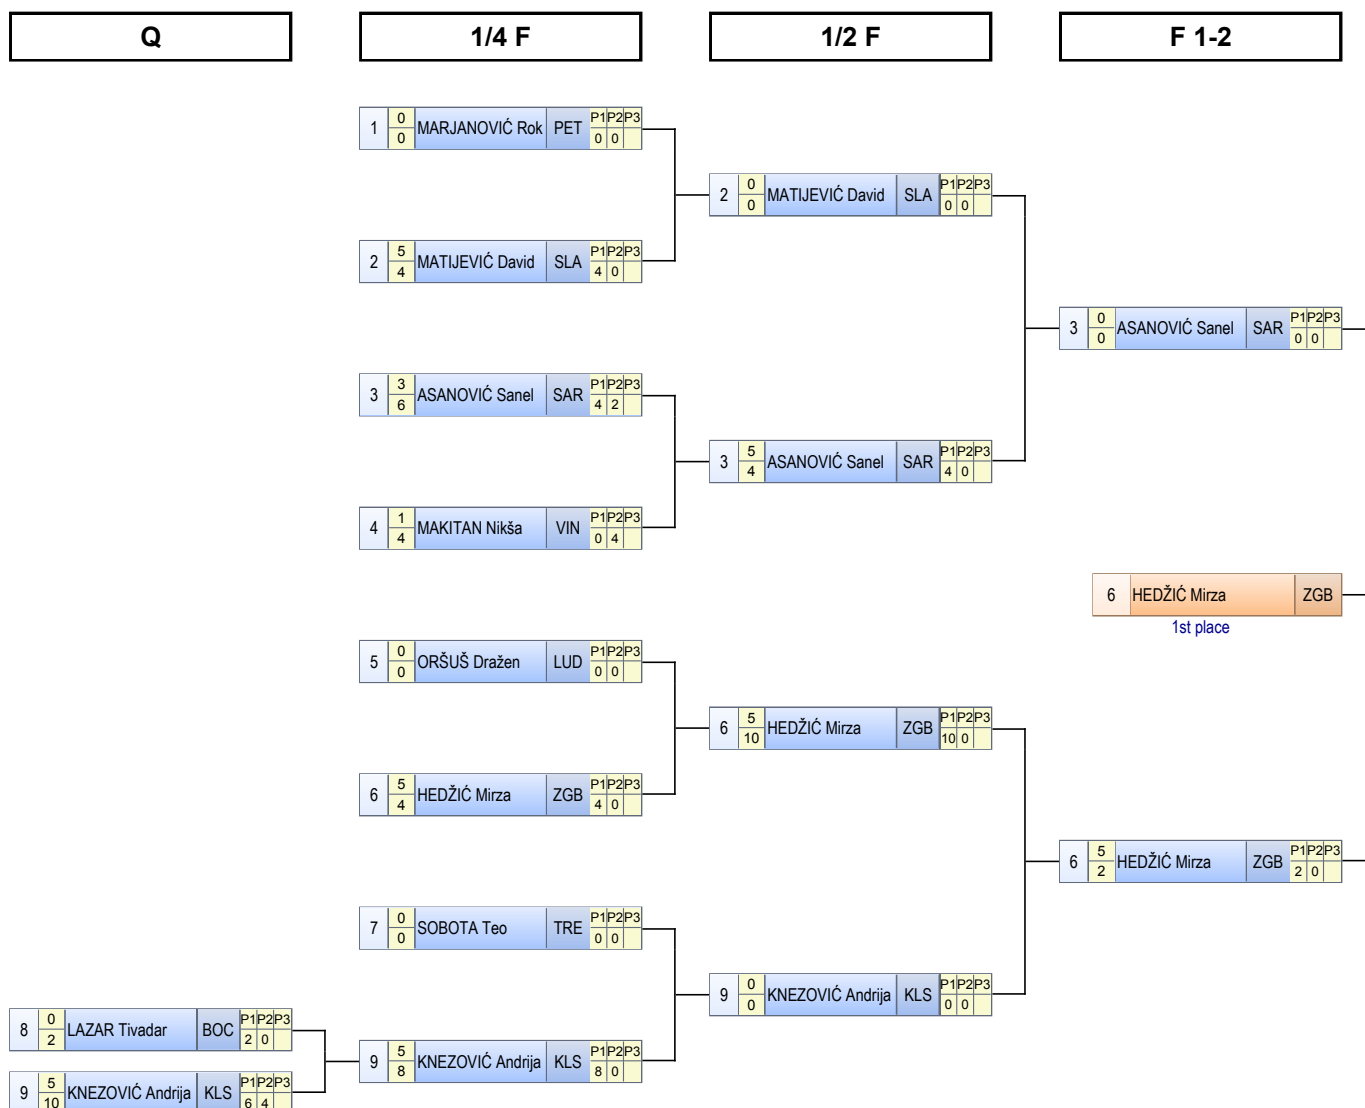 Q 1/4 F 1/2 F F 1-2
1 0 0 MARJANOVIĆ Rok PET P1 P2 P3 0 0
2 0 0 MATIJEVIĆ David SLA P1 P2 P3 0 0
2 5 4 MATIJEVIĆ David SLA P1 P2 P3 4 0
3 0 0 ASANOVIĆ Sanel SAR P1 P2 P3 0 0
3 3 6 ASANOVIĆ Sanel SAR P1 P2 P3 4 2
3 5 4 ASANOVIĆ Sanel SAR P1 P2 P3 4 0
4 1 4 MAKITAN Nikša VIN P1 P2 P3 0 4
6 HEDŽIĆ Mirza ZGB
1st place
5 0 0 ORŠUŠ Dražen LUD P1 P2 P3 0 0
6 5 10 HEDŽIĆ Mirza ZGB P1 P2 P3 10 0
6 5 4 HEDŽIĆ Mirza ZGB P1 P2 P3 4 0
6 5 2 HEDŽIĆ Mirza ZGB P1 P2 P3 2 0
7 0 0 SOBOTA Teo TRE P1 P2 P3 0 0
9 0 0 KNEZOVIĆ Andrija KLS P1 P2 P3 0 0
8 0 2 LAZAR Tivadar BOC P1 P2 P3 2 0
9 5 8 KNEZOVIĆ Andrija KLS P1 P2 P3 8 0
9 5 10 KNEZOVIĆ Andrija KLS P1 P2 P3 6 4